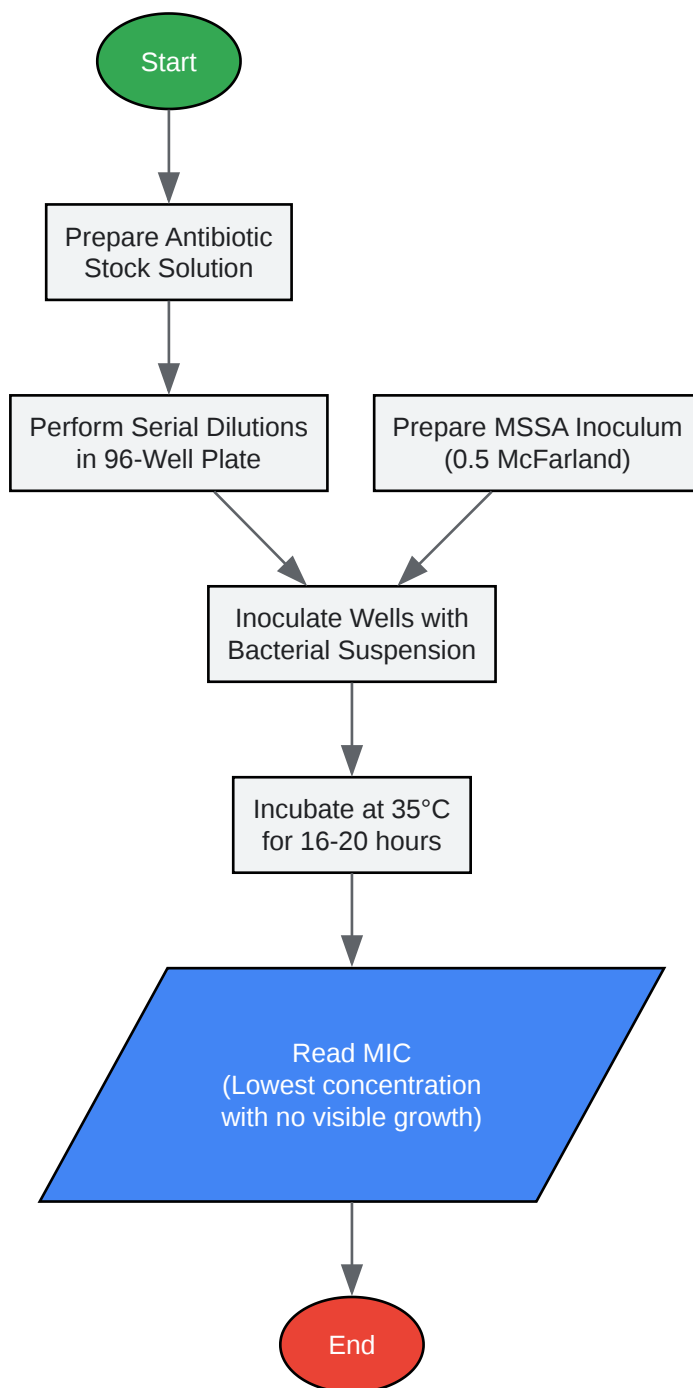 Start
Prepare Antibiotic
Stock Solution
Perform Serial Dilutions
in 96-Well Plate
Prepare MSSA Inoculum
(0.5 McFarland)
Inoculate Wells with
Bacterial Suspension
Incubate at 35°C
for 16-20 hours
Read MIC
(Lowest concentration
with no visible growth)
End